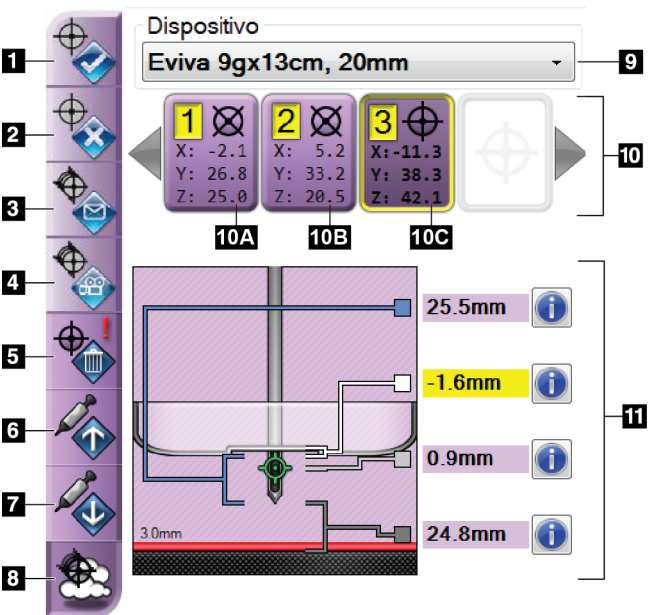 Dispositivo
1
Eviva 9gx13cm, 20mm
9
1
2
3
2
X: -2.1
X: 5.2
X:-11.3
Y: 26.8
Y: 33.2
Y: 38.3
10
Z: 25.0
Z: 20.5
Z: 42.1
3
10A
10B
10C
4
25.5mm
!
5
-1.6mm
11
6
0.9mm
7
3.0mm
24.8mm
8